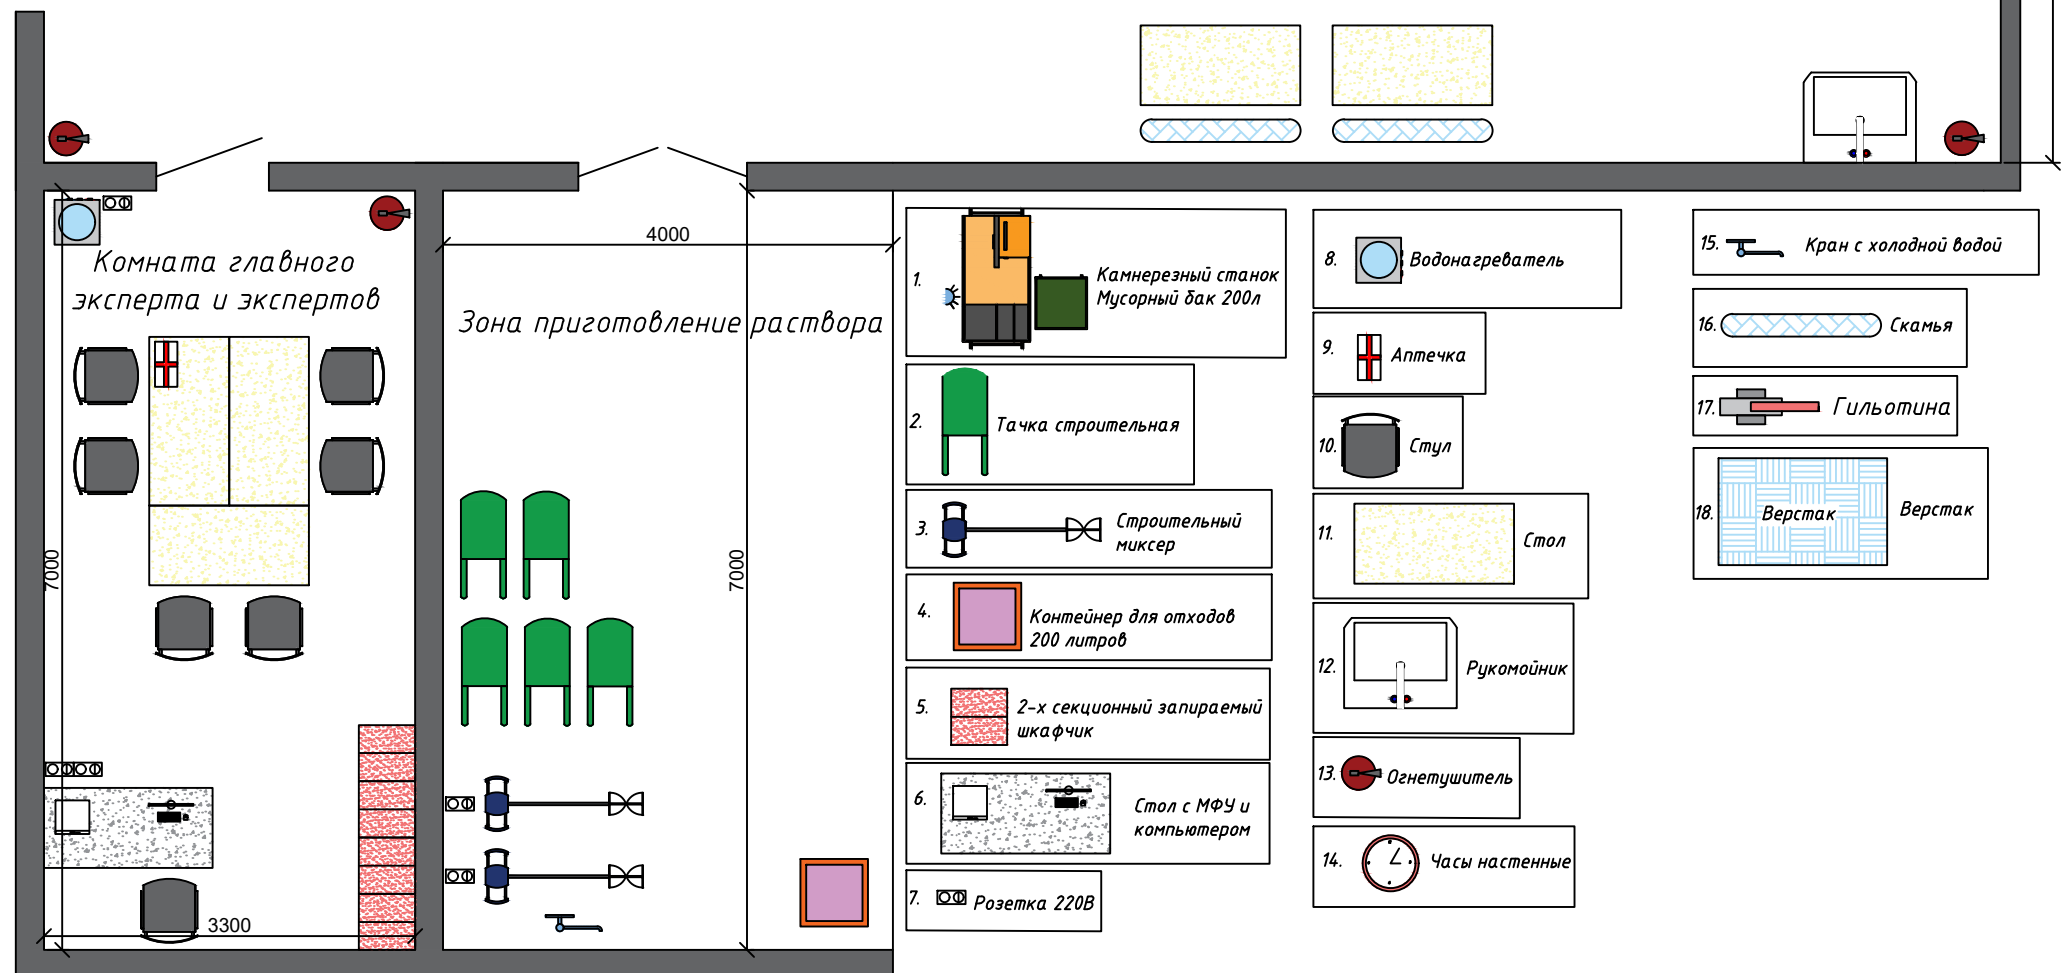 Комната главного
эксперта и экспертов
7000
3300
4000
Зона приготовление раствора
7000
1.
Камнерезный станок
Мусорный бак 200л
2.
Тачка строительная
3.
Строительный
миксер
4.
Контейнер для отходов
200 литров
5.
2-х секционный запираемый
шкафчик
6.
Стол с МФУ и
компьютером
7.
Розетка 220В
8.
Водонагреватель
9.
Аптечка
10.
Стул
11.
Стол
12.
Рукомойник
13.
Огнетушитель
14.
Часы настенные
15.
Кран с холодной водой
16.
Скамья
17.
Гильотина
18.
Верстак
Верстак